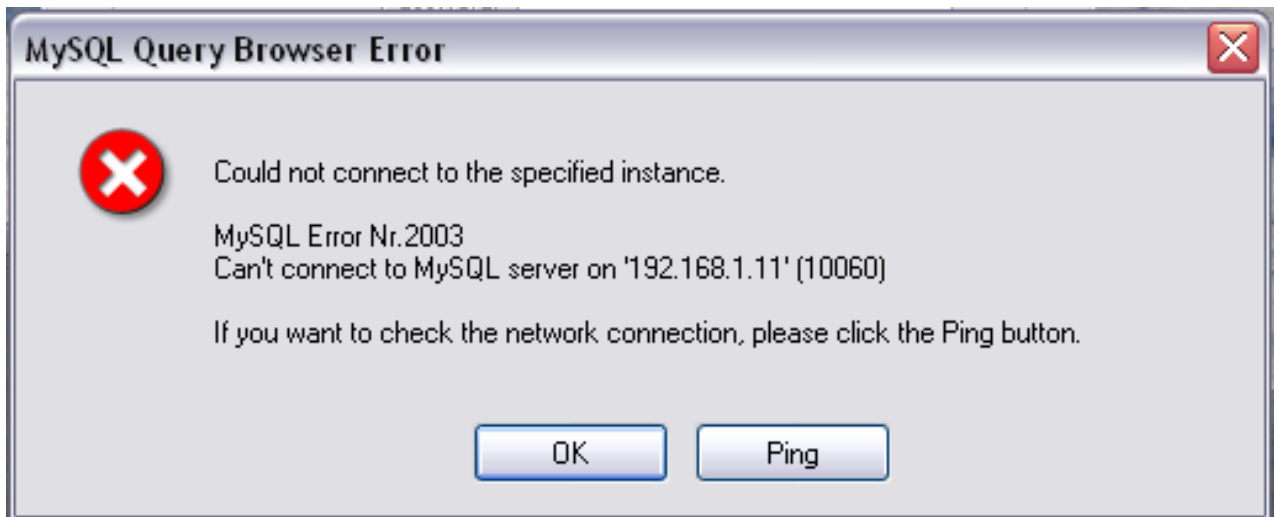 MySQL Query Browser Error
Could not connect to the specified instance.
MySQL Error Nr.2003
Can't connect to MySQL server on '192.168.1.11' (10060)
If you want to check the network connection, please click the Ping button.
OK
Ping